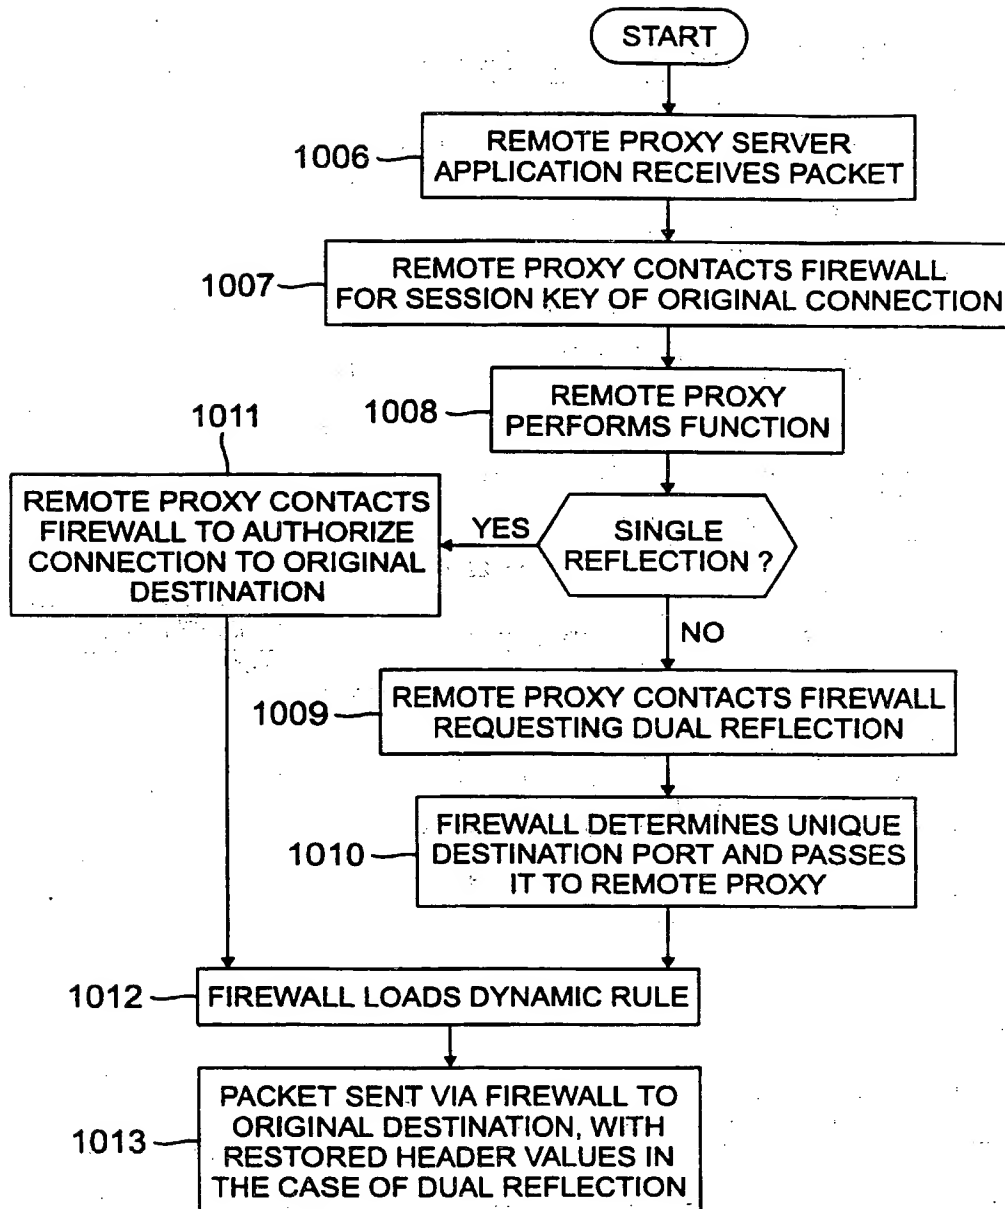 START
1006
REMOTE PROXY SERVER
APPLICATION RECEIVES PACKET
1007
REMOTE PROXY CONTACTS FIREWALL
FOR SESSION KEY OF ORIGINAL CONNECTION
1008
REMOTE PROXY
PERFORMS FUNCTION
1011
REMOTE PROXY CONTACTS
FIREWALL TO AUTHORIZE
CONNECTION TO ORIGINAL
DESTINATION
YES
SINGLE
REFLECTION ?
NO
1009
REMOTE PROXY CONTACTS FIREWALL
REQUESTING DUAL REFLECTION
1010
FIREWALL DETERMINES UNIQUE
DESTINATION PORT AND PASSES
IT TO REMOTE PROXY
1012
FIREWALL LOADS DYNAMIC RULE
1013
PACKET SENT VIA FIREWALL TO
ORIGINAL DESTINATION, WITH
RESTORED HEADER VALUES IN
THE CASE OF DUAL REFLECTION